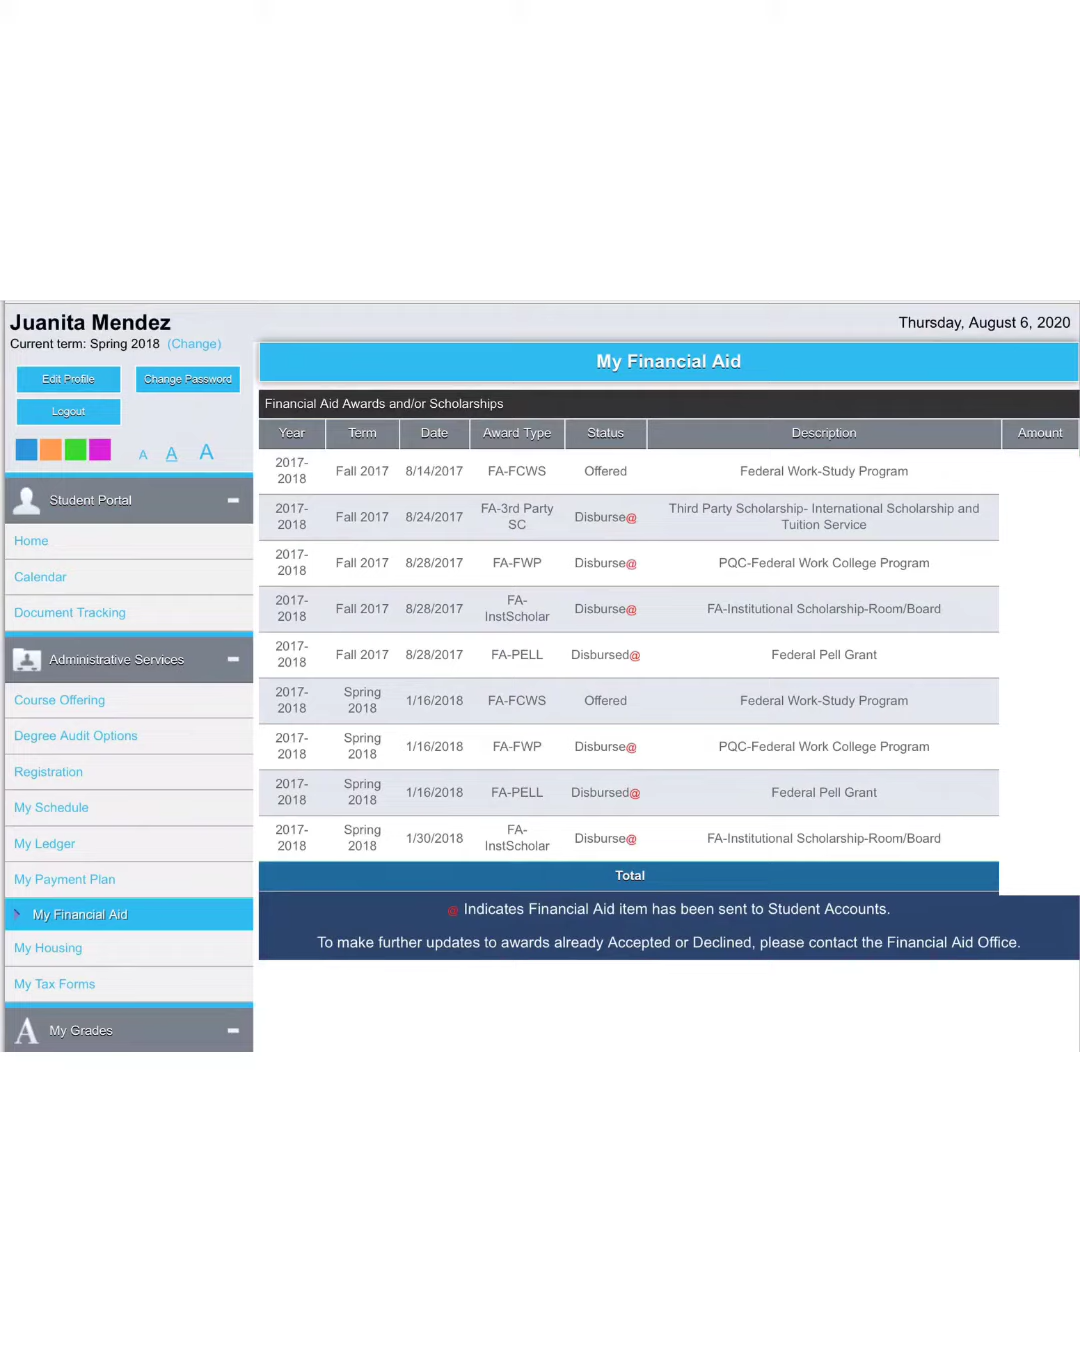 Juanita Mendez
Thursday, August 6, 2020
Current term: Spring 2018 (Change)
Edit Profile
Change Password
Logout
A A A
Student Portal
Home
Calendar
Document Tracking
Administrative Services
Course Offering
Degree Audit Options
Registration
My Schedule
My Ledger
My Payment Plan
My Financial Aid
My Housing
My Tax Forms
A My Grades
My Financial Aid
Financial Aid Awards and/or Scholarships
Year Term Date Award Type Status Description Amount
2017-
2018 Fall 2017 8/14/2017 FA-FCWS Offered Federal Work-Study Program
2017-
2018 Fall 2017 8/24/2017 FA-3rd Party
SC Disburse@ Third Party Scholarship- International Scholarship and
Tuition Service
2017-
2018 Fall 2017 8/28/2017 FA-FWP Disburse@ PQC-Federal Work College Program
2017-
2018 Fall 2017 8/28/2017 FA-
InstScholar Disburse@ FA-Institutional Scholarship-Room/Board
2017-
2018 Fall 2017 8/28/2017 FA-PELL Disbursed@ Federal Pell Grant
2017-
2018 Spring
2018 1/16/2018 FA-FCWS Offered Federal Work-Study Program
2017-
2018 Spring
2018 1/16/2018 FA-FWP Disburse@ PQC-Federal Work College Program
2017-
2018 Spring
2018 1/16/2018 FA-PELL Disbursed@ Federal Pell Grant
2017-
2018 Spring
2018 1/30/2018 FA-
InstScholar Disburse@ FA-Institutional Scholarship-Room/Board
Total
@ Indicates Financial Aid item has been sent to Student Accounts.
To make further updates to awards already Accepted or Declined, please contact the Financial Aid Office.